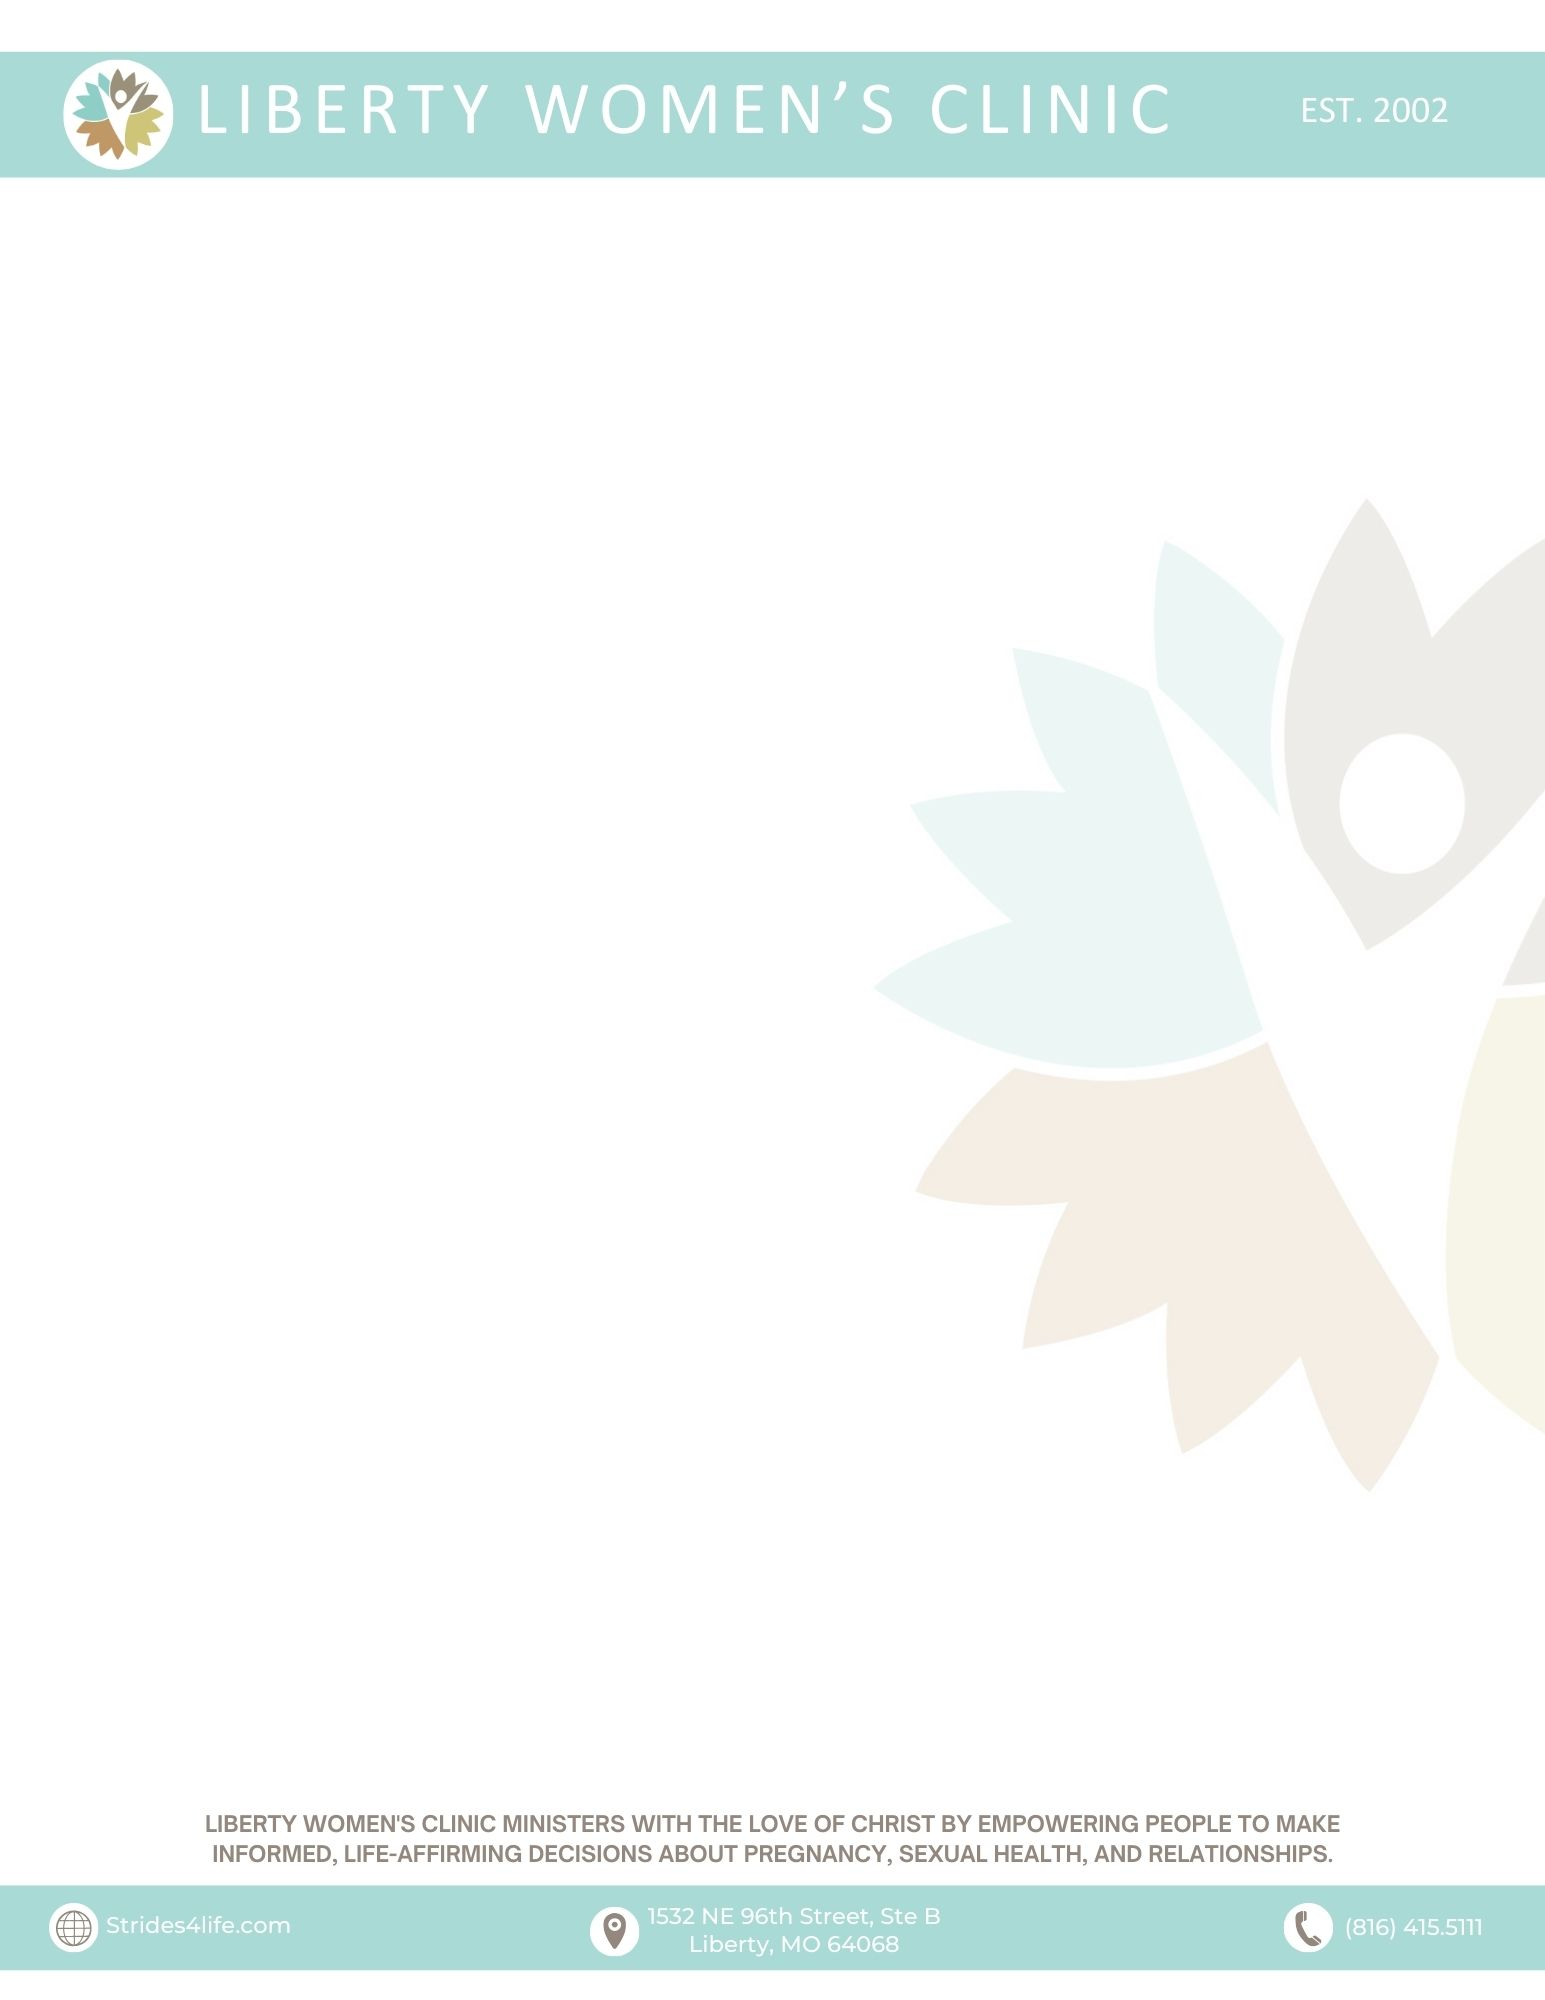 LIBERTY WOMEN’S CLINIC
EST. 2002
LIBERTY WOMEN'S CLINIC MINISTERS WITH THE LOVE OF CHRIST BY EMPOWERING PEOPLE TO MAKE
INFORMED, LIFE-AFFIRMING DECISIONS ABOUT PREGNANCY, SEXUAL HEALTH, AND RELATIONSHIPS.
Strides4life.com
1532 NE 96th Street, Ste B
Liberty, MO 64068
(816) 415.5111